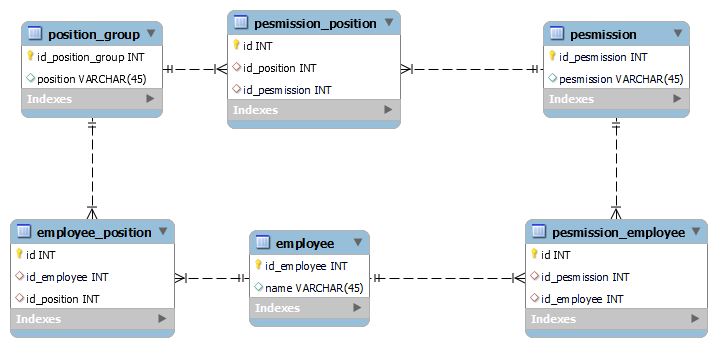 position_group
id_position_group INT
position VARCHAR(45)
Indexes
pesmission_position
id INT
id_position INT
id_pesmission INT
Indexes
pesmission
id_pesmission INT
pesmission VARCHAR(45)
Indexes
employee_position
id INT
id_employee INT
id_position INT
Indexes
employee
id_employee INT
name VARCHAR(45)
Indexes
pesmission_employee
id INT
id_pesmission INT
id_employee INT
Indexes